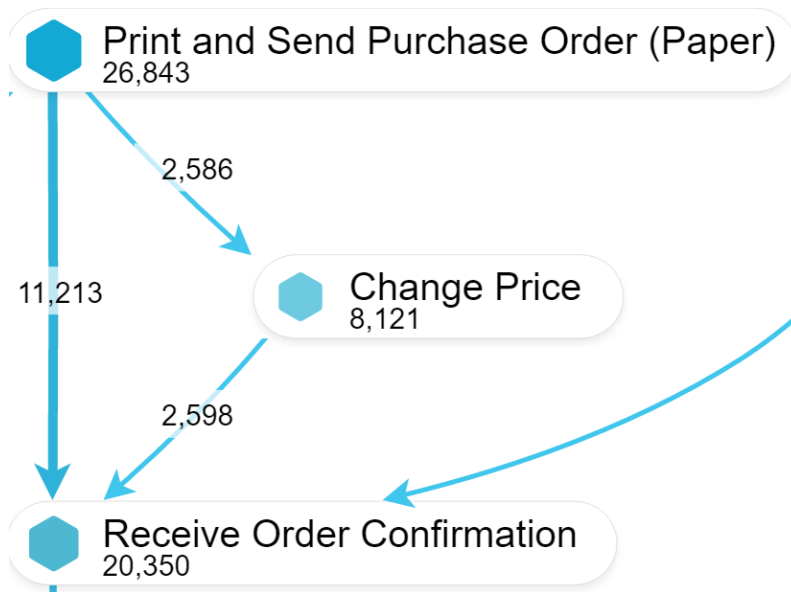 Print and Send Purchase Order (Paper)
26,843
2,586
11,213
Change Price
8,121
2,598
Receive Order Confirmation
20,350